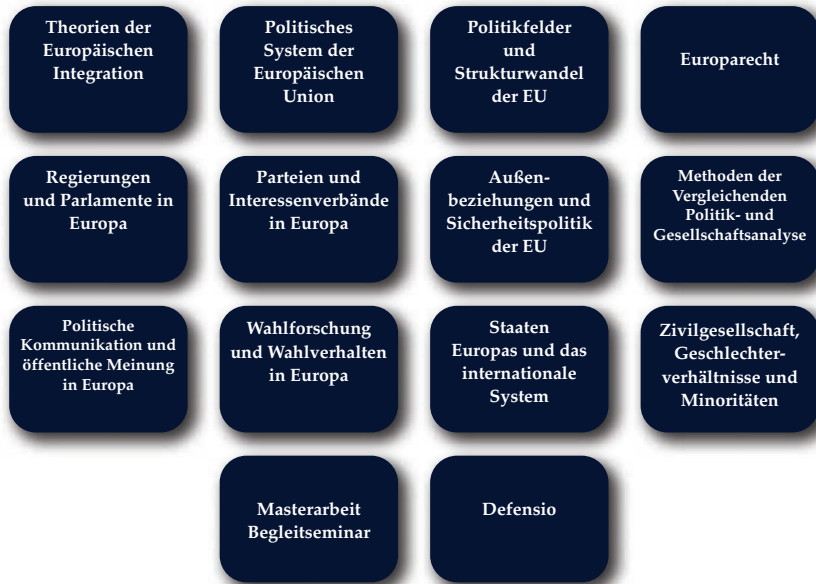 Theorien der
Europäischen
Integration
Politisches
System der
Europäischen
Union
Politikfelder
und
Strukturwandel
der EU
Europarecht
Regierungen
und Parlamente in
Europa
Parteien und
Interessenverbände
in Europa
Außen-
beziehungen und
Sicherheitspolitik
der EU
Methoden der
Vergleichenden
Politik- und
Gesellschaftsanalyse
Politische
Kommunikation und
öffentliche Meinung
in Europa
Wahlforschung
und Wahlverhalten
in Europa
Staaten
Europas und das
internationale
System
Zivilgesellschaft,
Geschlechter-
verhältnisse und
Minoritäten
Masterarbeit
Begleitseminar
Defensio